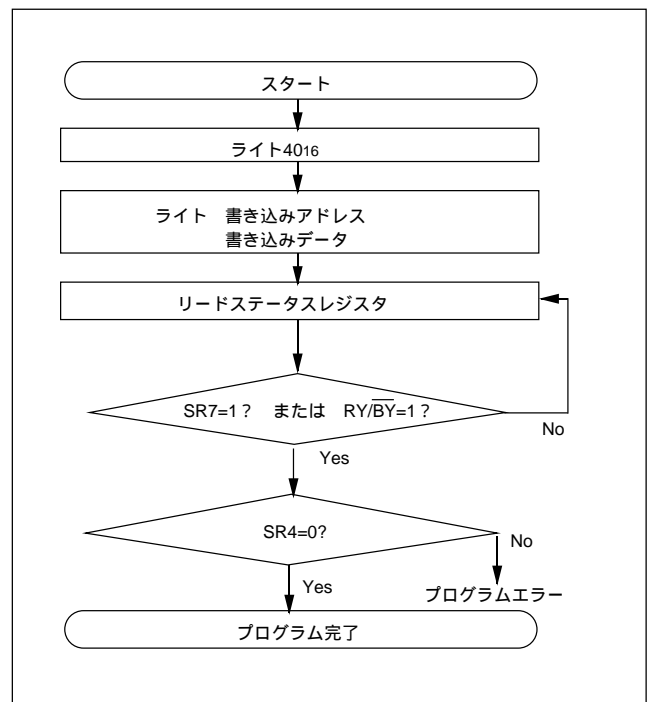 スタート
ライト4016
ライト 書き込みアドレス
書き込みデータ
リードステータスレジスタ
SR7=1？ または RY/B̅Y̅=1？
No
Yes
SR4=0?
No
Yes
プログラムエラー
プログラム完了